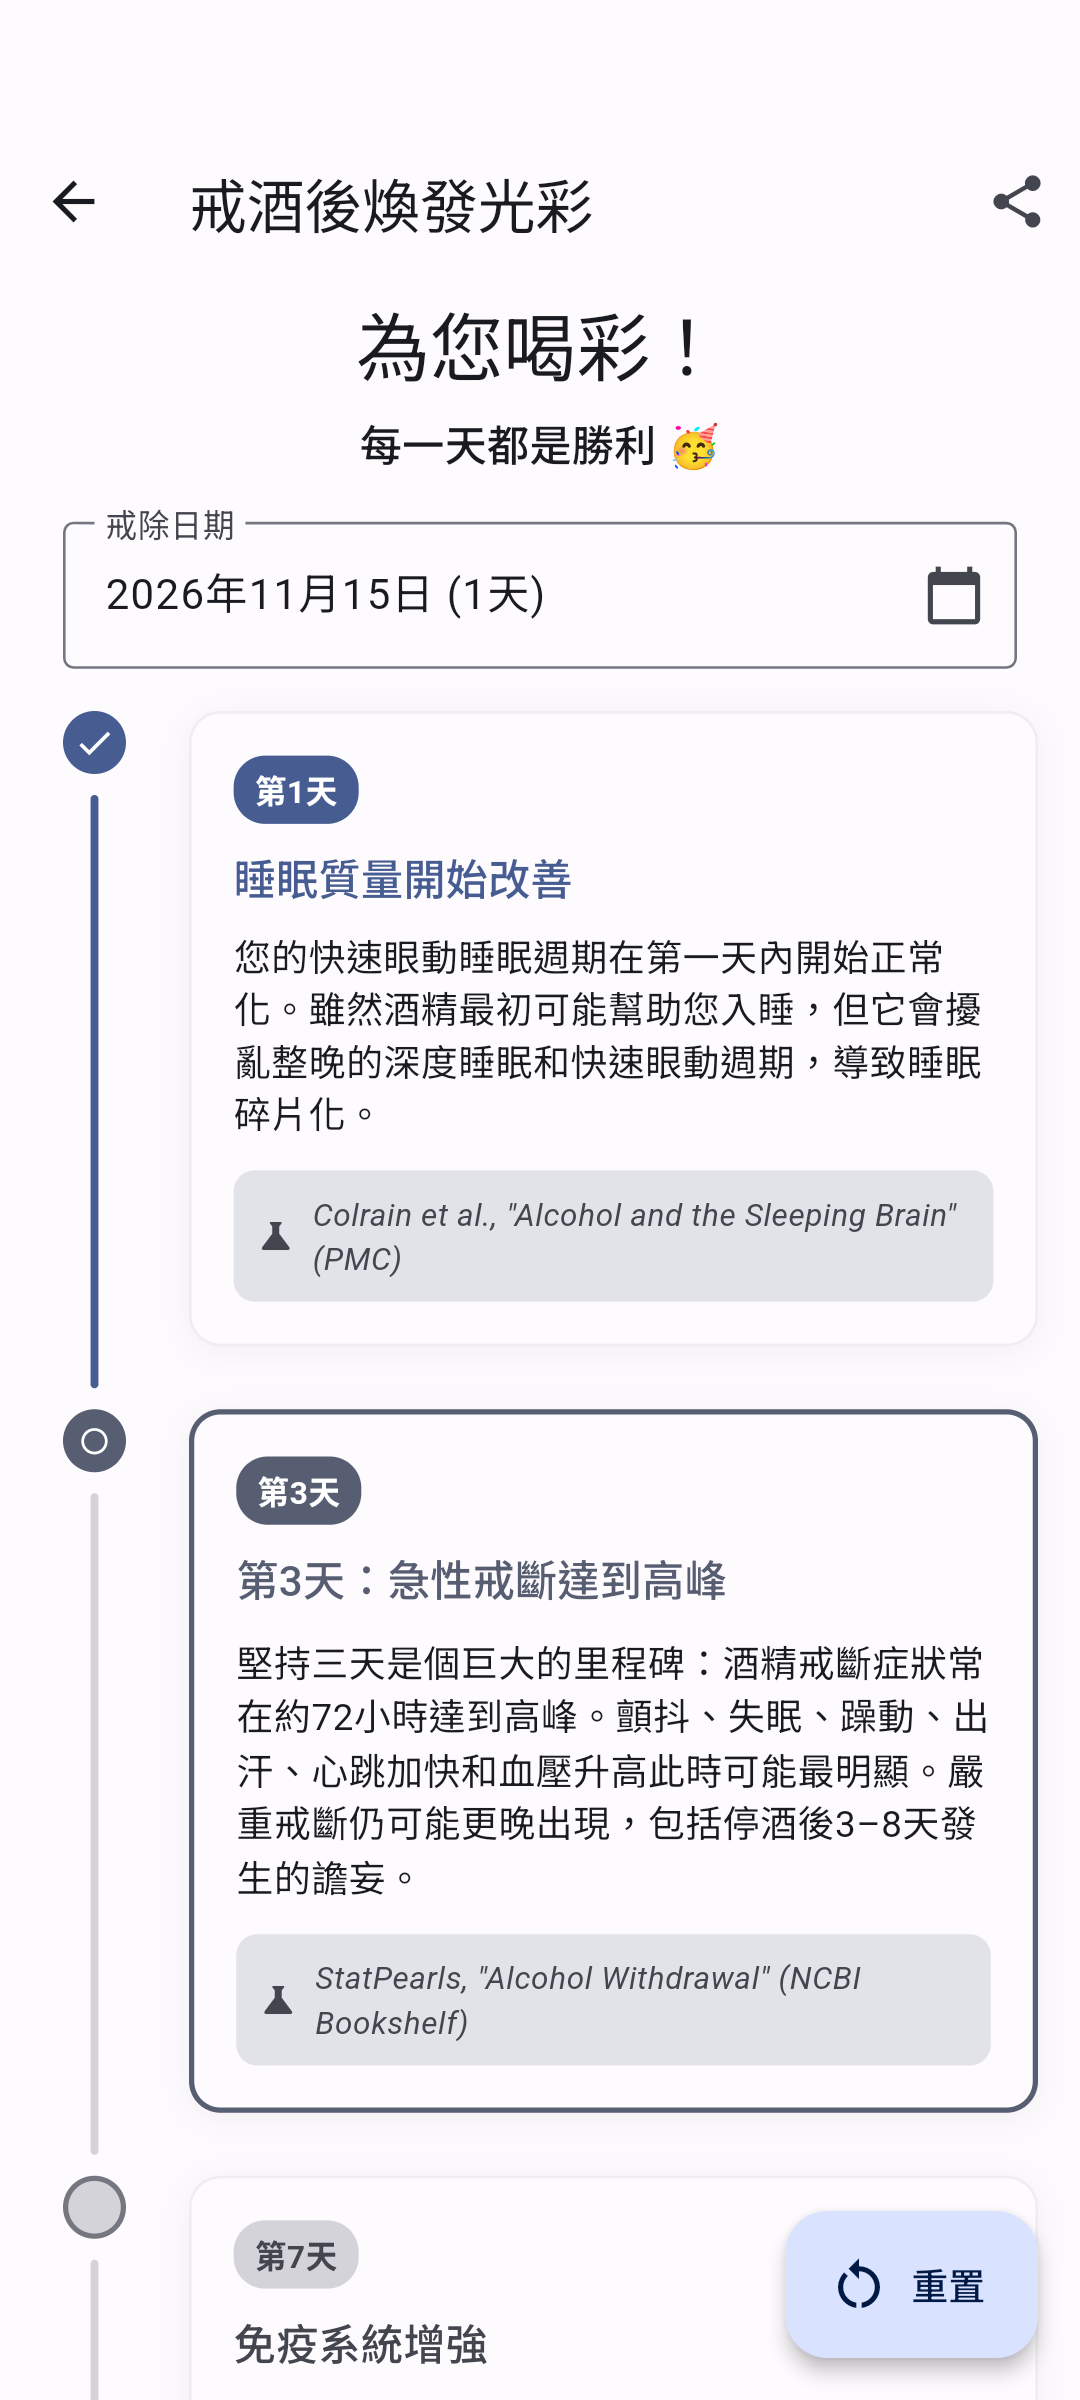 戒酒後煥發光彩
為您喝彩！
每一天都是勝利 🥳
戒除日期
2026年11月15日 (1天)
第1天
睡眠質量開始改善
您的快速眼動睡眠週期在第一天內開始正常
化。雖然酒精最初可能幫助您入睡，但它會擾
亂整晚的深度睡眠和快速眼動週期，導致睡眠
碎片化。
Colrain et al., "Alcohol and the Sleeping Brain"
(PMC)
第3天
第3天：急性戒斷達到高峰
堅持三天是個巨大的里程碑：酒精戒斷症狀常
在約72小時達到高峰。顫抖、失眠、躁動、出
汗、心跳加快和血壓升高此時可能最明顯。嚴
重戒斷仍可能更晚出現，包括停酒後3–8天發
生的譫妄。
StatPearls, "Alcohol Withdrawal" (NCBI
Bookshelf)
第7天
免疫系統增強
重置